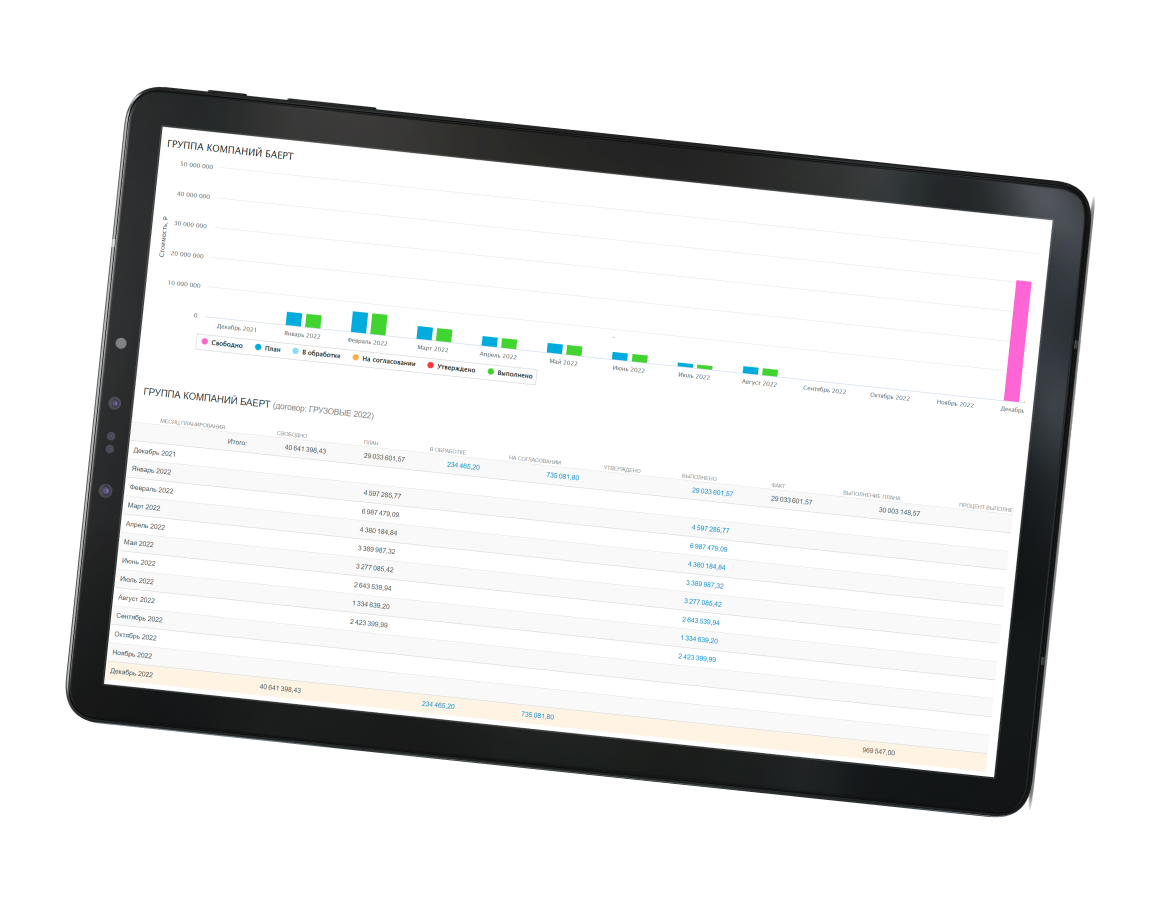 ГРУППА КОМПАНИЙ БАЕРТ
50 000 000
40 000 000
30 000 000
20 000 000
10 000 000
0
Стоимость, ₽
Декабрь 2021 Январь 2022 Февраль 2022 Март 2022 Апрель 2022 Май 2022 Июнь 2022 Июль 2022 Август 2022 Сентябрь 2022 Октябрь 2022 Ноябрь 2022 Декабрь
Свободно План В обработке На согласовании Утверждено Выполнено
ГРУППА КОМПАНИЙ БАЕРТ (договор: ГРУЗОВЫЕ 2022)
МЕСЯЦ ПЛАНИРОВАНИЯ СВОБОДНО ПЛАН В ОБРАБОТКЕ НА СОГЛАСОВАНИИ УТВЕРЖДЕНО ВЫПОЛНЕНО ФАКТ ВЫПОЛНЕНИЕ ПЛАНА ПРОЦЕНТ ВЫПОЛНЕ
Итого: 40 641 398,43 29 033 601,57 234 465,20 735 081,80 29 033 601,57 29 033 601,57 30 003 148,57
Декабрь 2021
Январь 2022 4 597 285,77 4 597 285,77
Февраль 2022 6 987 479,09 6 987 479,09
Март 2022 4 380 184,84 4 380 184,84
Апрель 2022 3 389 987,32 3 389 987,32
Май 2022 3 277 085,42 3 277 085,42
Июнь 2022 2 643 539,94 2 643 539,94
Июль 2022 1 334 639,20 1 334 639,20
Август 2022 2 423 399,99 2 423 399,99
Сентябрь 2022
Октябрь 2022
Ноябрь 2022
Декабрь 2022 40 641 398,43 234 465,20 735 081,80 969 547,00